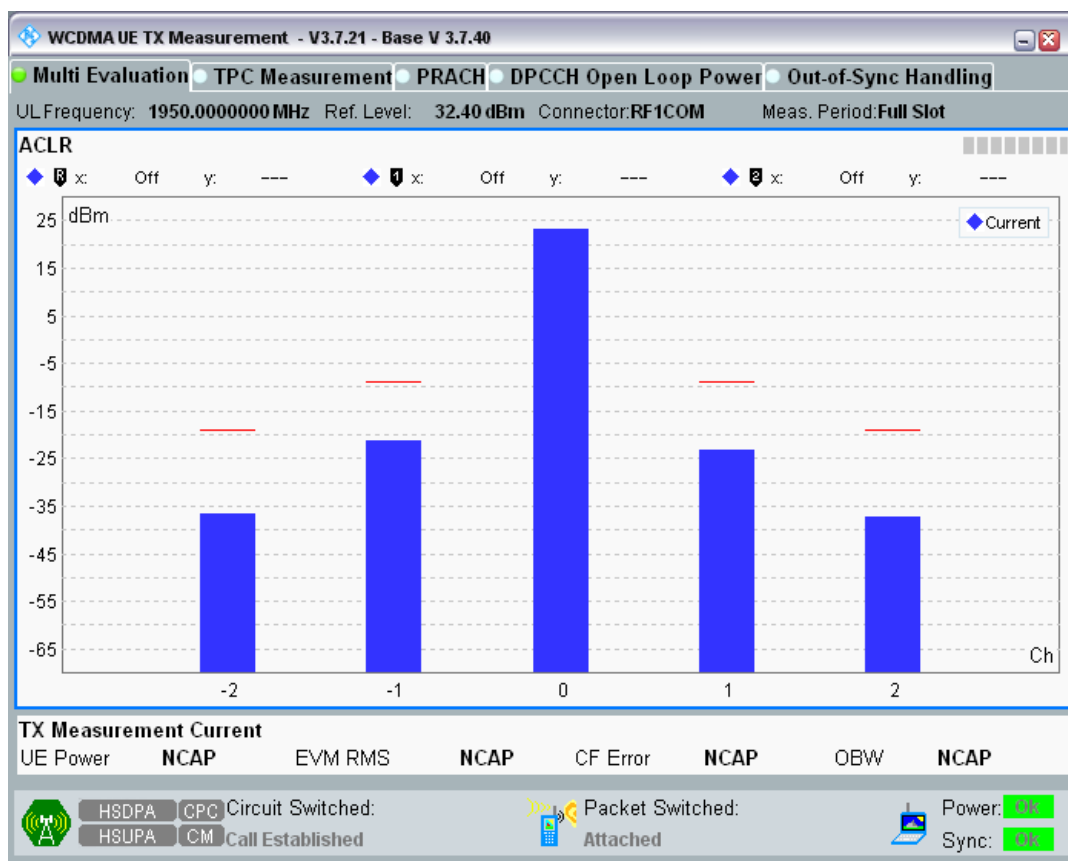 WCDMA UE TX Measurement - V3.7.21 - Base V 3.7.40
Multi Evaluation TPC Measurement PRACH DPCCH Open Loop Power Out-of-Sync Handling
UL Frequency: 1950.0000000 MHz Ref. Level: 32.40 dBm Connector:RF1COM Meas. Period:Full Slot
ACLR
R x: Off y: --- 1 x: Off y: --- 2 x: Off y: ---
dBm
Current
25
15
5
-5
-15
-25
-35
-45
-55
-65
Ch
-2 -1 0 1 2
TX Measurement Current
UE Power NCAP EVM RMS NCAP CF Error NCAP OBW NCAP
HSDPA CPC Circuit Switched: Packet Switched: Power: Ok
HSUPA CM Call Established Attached Sync: Ok